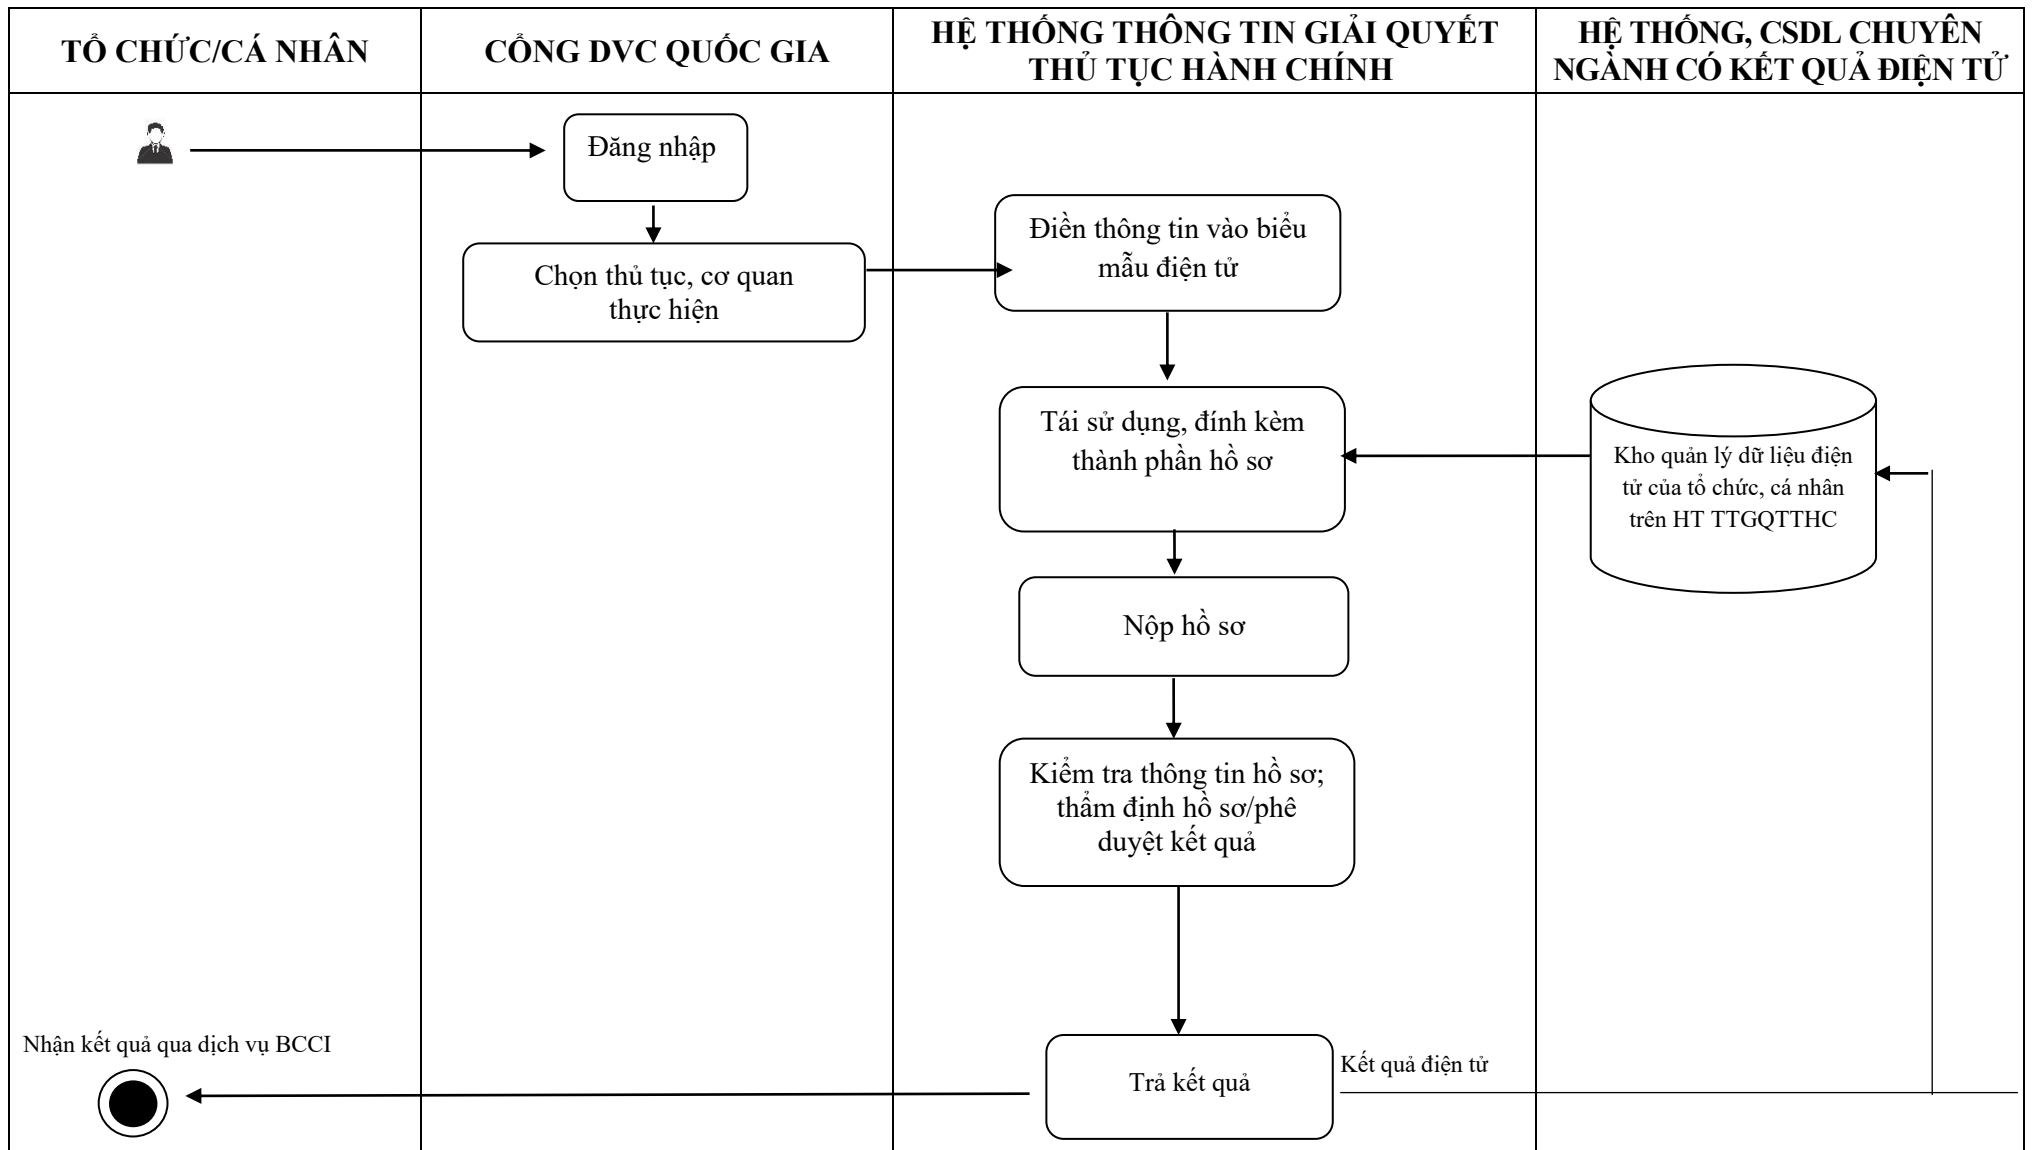 TỔ CHỨC/CÁ NHÂN
CỔNG DVC QUỐC GIA
HỆ THỐNG THÔNG TIN GIẢI QUYẾT
THỦ TỤC HÀNH CHÍNH
HỆ THỐNG, CSDL CHUYÊN
NGÀNH CÓ KẾT QUẢ ĐIỆN TỬ
Đăng nhập
Chọn thủ tục, cơ quan
thực hiện
Điền thông tin vào biểu
mẫu điện tử
Tái sử dụng, đính kèm
thành phần hồ sơ
Kho quản lý dữ liệu điện
tử của tổ chức, cá nhân
trên HT TTGQTTHC
Nộp hồ sơ
Kiểm tra thông tin hồ sơ;
thẩm định hồ sơ/phê
duyệt kết quả
Nhận kết quả qua dịch vụ BCCI
Trả kết quả
Kết quả điện tử